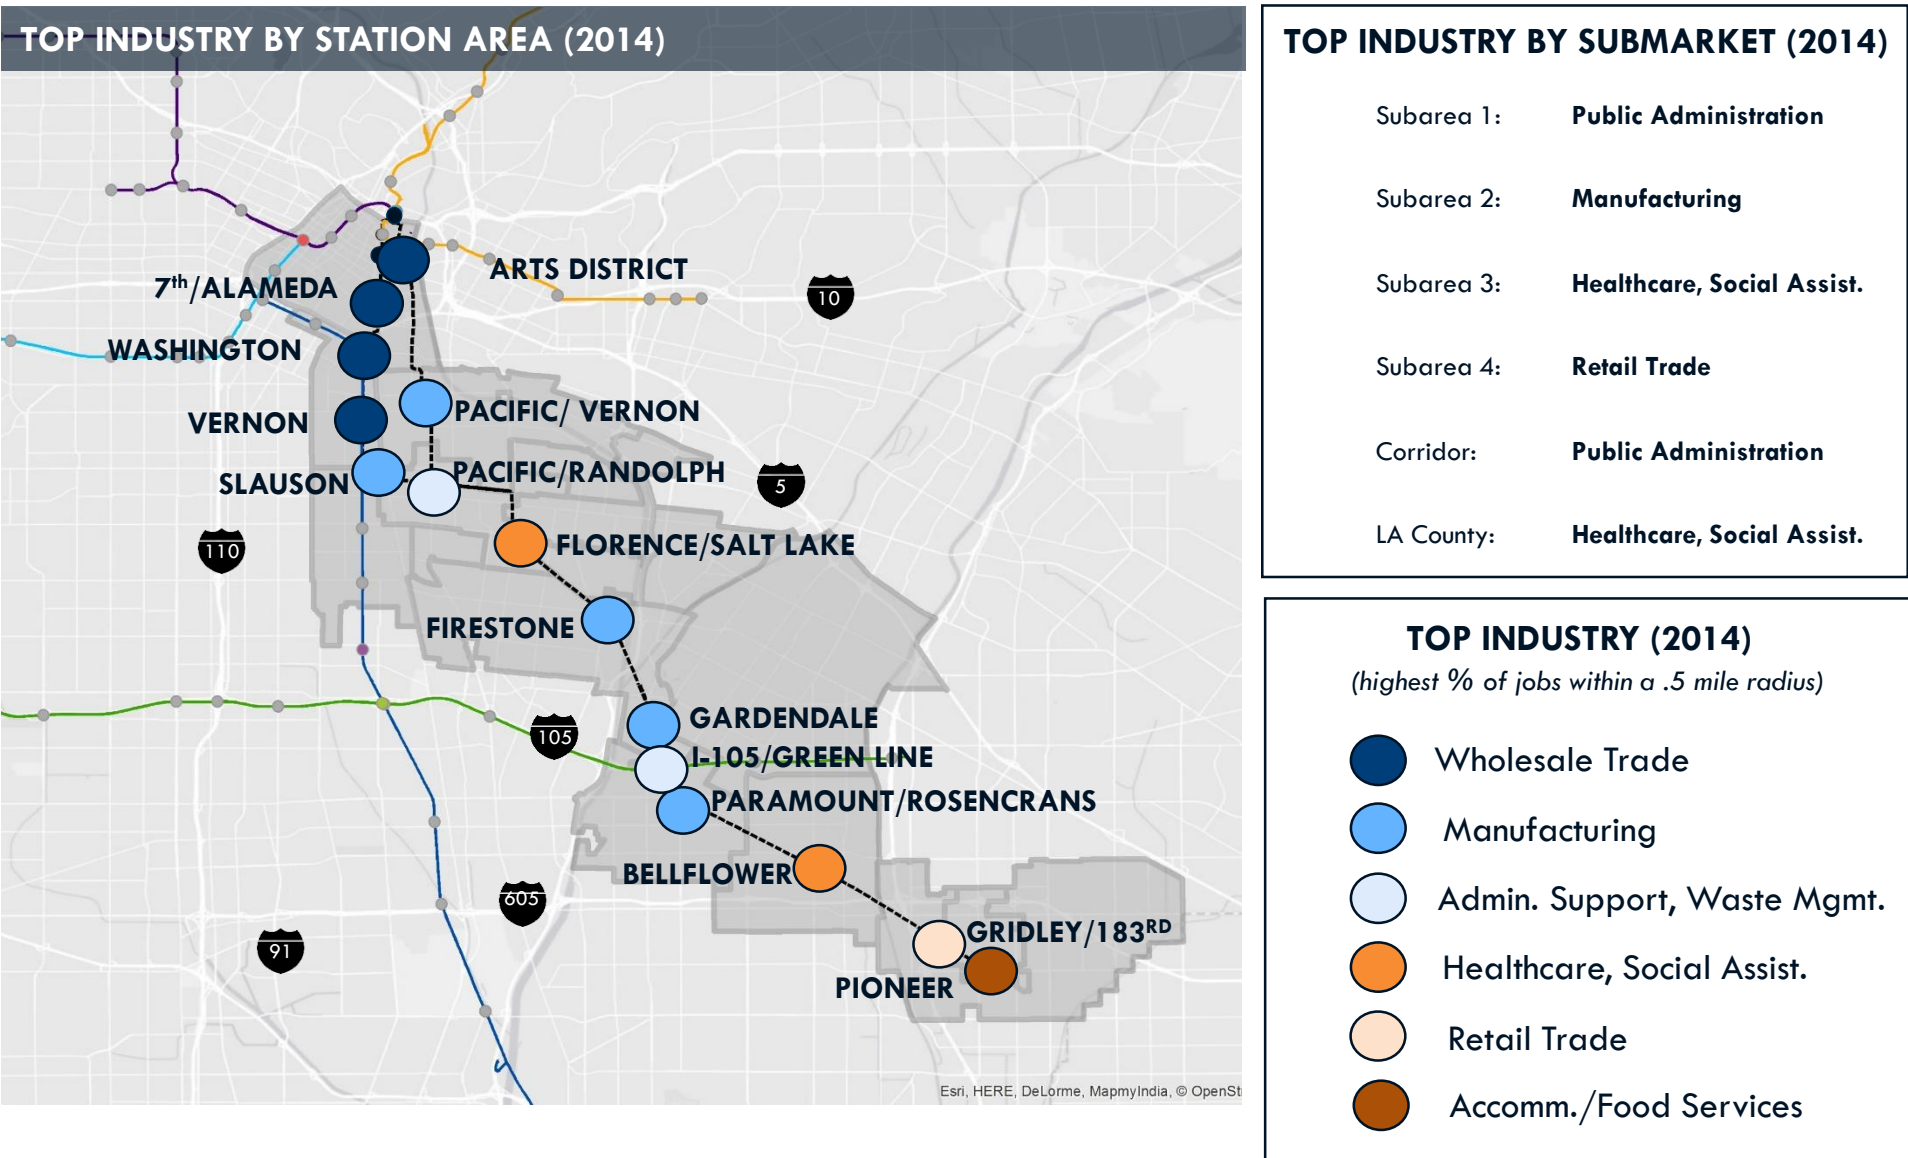 TOP INDUSTRY BY STATION AREA (2014)
ARTS DISTRICT
7th/ALAMEDA
10
WASHINGTON
PACIFIC/ VERNON
VERNON
PACIFIC/RANDOLPH
SLAUSON
5
110
FLORENCE/SALT LAKE
FIRESTONE
GARDENDALE
105
I-105/GREEN LINE
PARAMOUNT/ROSENCRANS
BELLFLOWER
605
GRIDLEY/183RD
91
PIONEER
Esri, HERE, DeLorme, MapmyIndia, © OpenSt
TOP INDUSTRY BY SUBMARKET (2014)
Subarea 1: Public Administration
Subarea 2: Manufacturing
Subarea 3: Healthcare, Social Assist.
Subarea 4: Retail Trade
Corridor: Public Administration
LA County: Healthcare, Social Assist.
TOP INDUSTRY (2014)
(highest % of jobs within a .5 mile radius)
Wholesale Trade
Manufacturing
Admin. Support, Waste Mgmt.
Healthcare, Social Assist.
Retail Trade
Accomm./Food Services